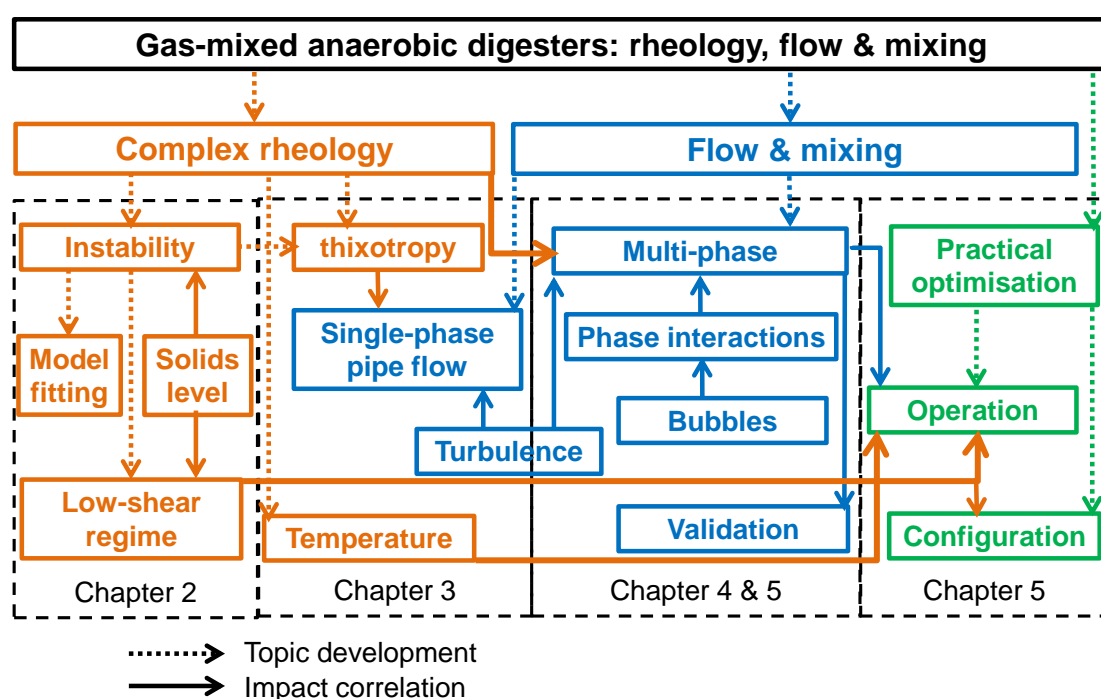 Gas-mixed anaerobic digesters: rheology, flow & mixing
Complex rheology
Flow & mixing
Instability
thixotropy
Multi-phase
Practical
optimisation
Model
fitting
Solids
level
Single-phase
pipe flow
Phase interactions
Operation
Turbulence
Bubbles
Low-shear
regime
Temperature
Validation
Configuration
Chapter 2
Chapter 3
Chapter 4 & 5
Chapter 5
Topic development
Impact correlation